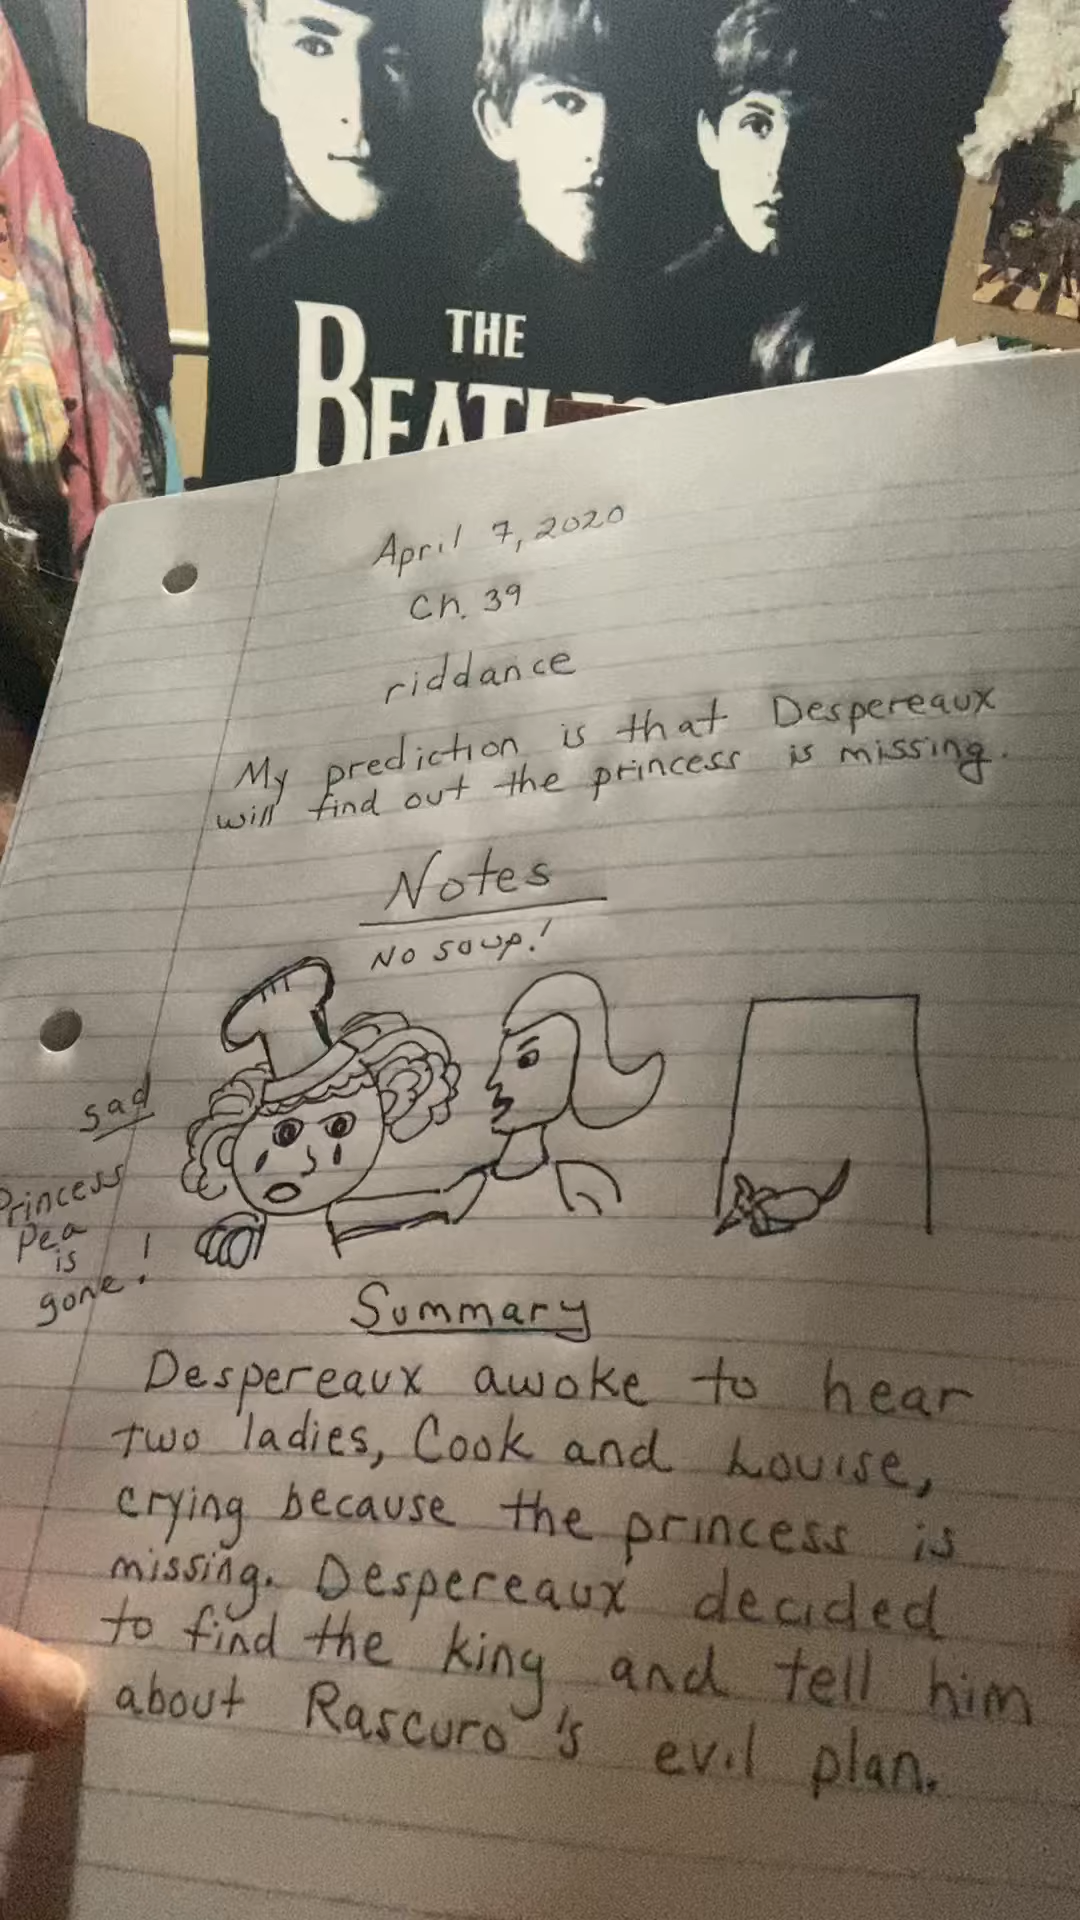 THE
BEATLES
April 7, 2020
Ch. 39
riddance
My prediction is that Despereaux
will find out the princess is missing.
Notes
No soup!
sad
Princess
Pea
is
gone!
Summary
Despereaux awoke to hear
two ladies, Cook and Louise,
crying because the princess is
missing. Despereaux decided
to find the king and tell him
about Rascuro's evil plan.